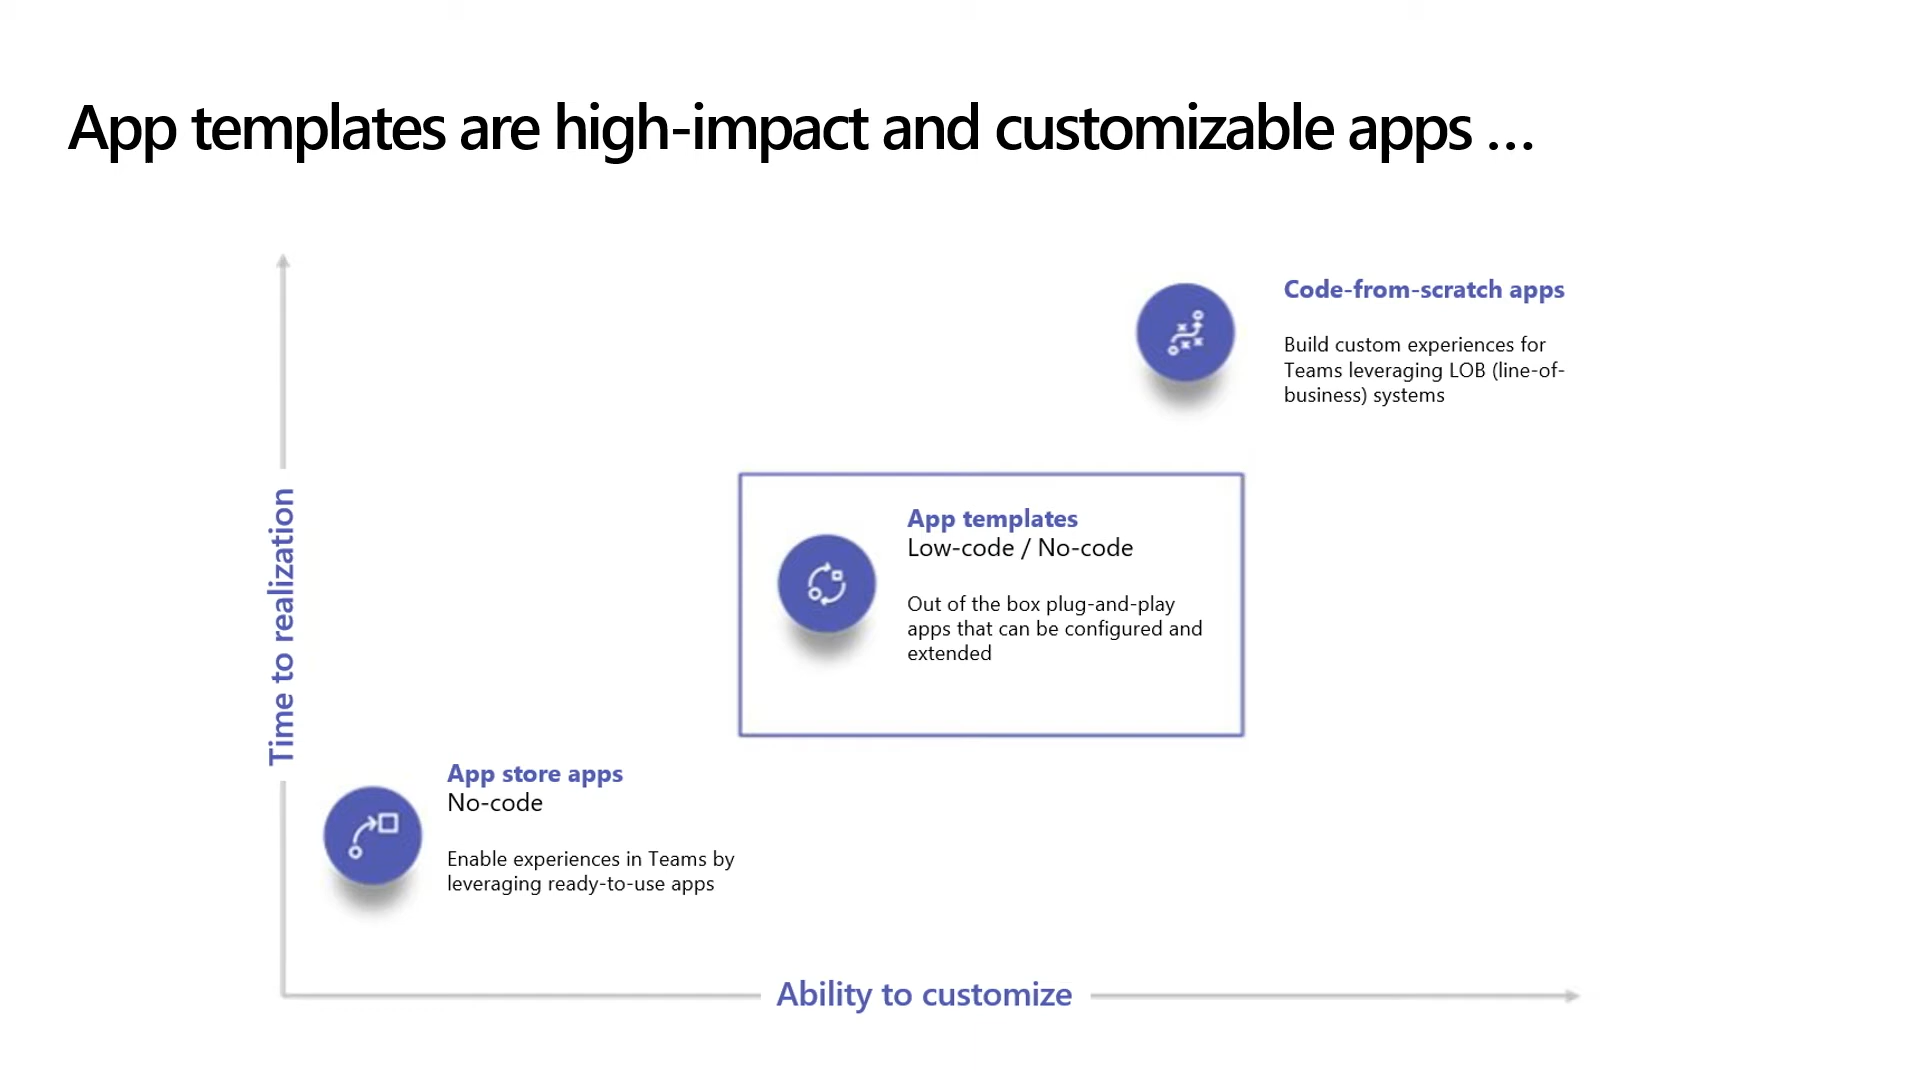 App templates are high-impact and customizable apps ...
Code-from-scratch apps
Build custom experiences for
Teams leveraging LOB (line-of-
business) systems
Time to realization
App templates
Low-code / No-code
Out of the box plug-and-play
apps that can be configured and
extended
App store apps
No-code
Enable experiences in Teams by
leveraging ready-to-use apps
Ability to customize